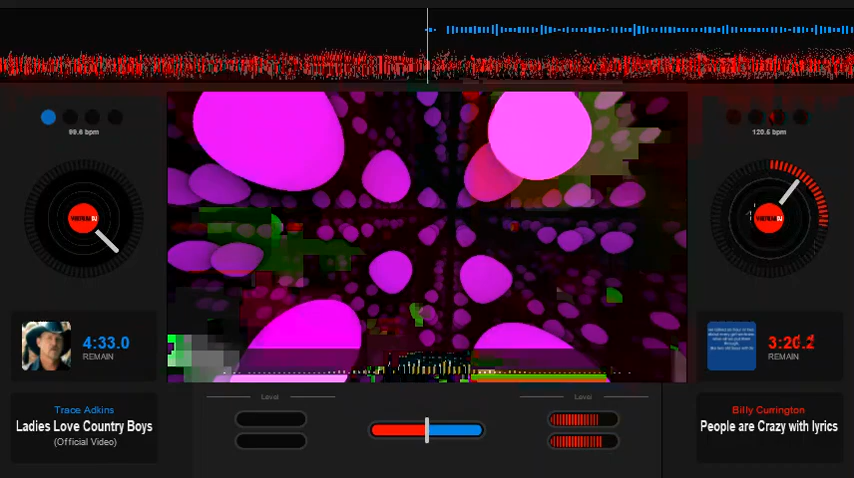 99.6 bpm
120.6 bpm
4:33.0
REMAIN
3:20.2
REMAIN
Level
Level
Trace Adkins
Ladies Love Country Boys
(Official Video)
Billy Currington
People are Crazy with lyrics